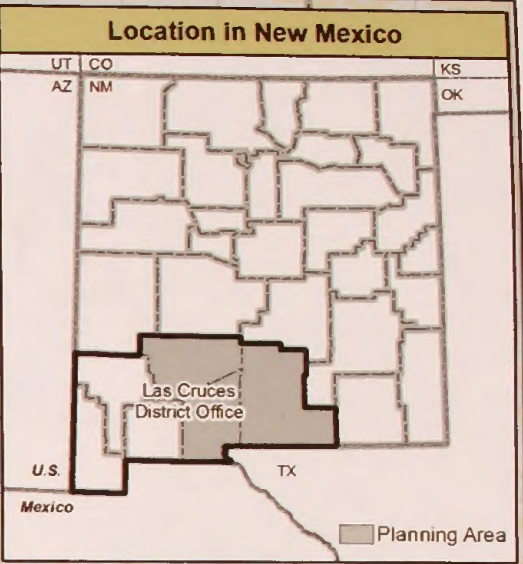 Location in New Mexico
UT CO
KS
AZ NM
OK
Las Cruces
District Office
U.S.
TX
Mexico
Planning Area